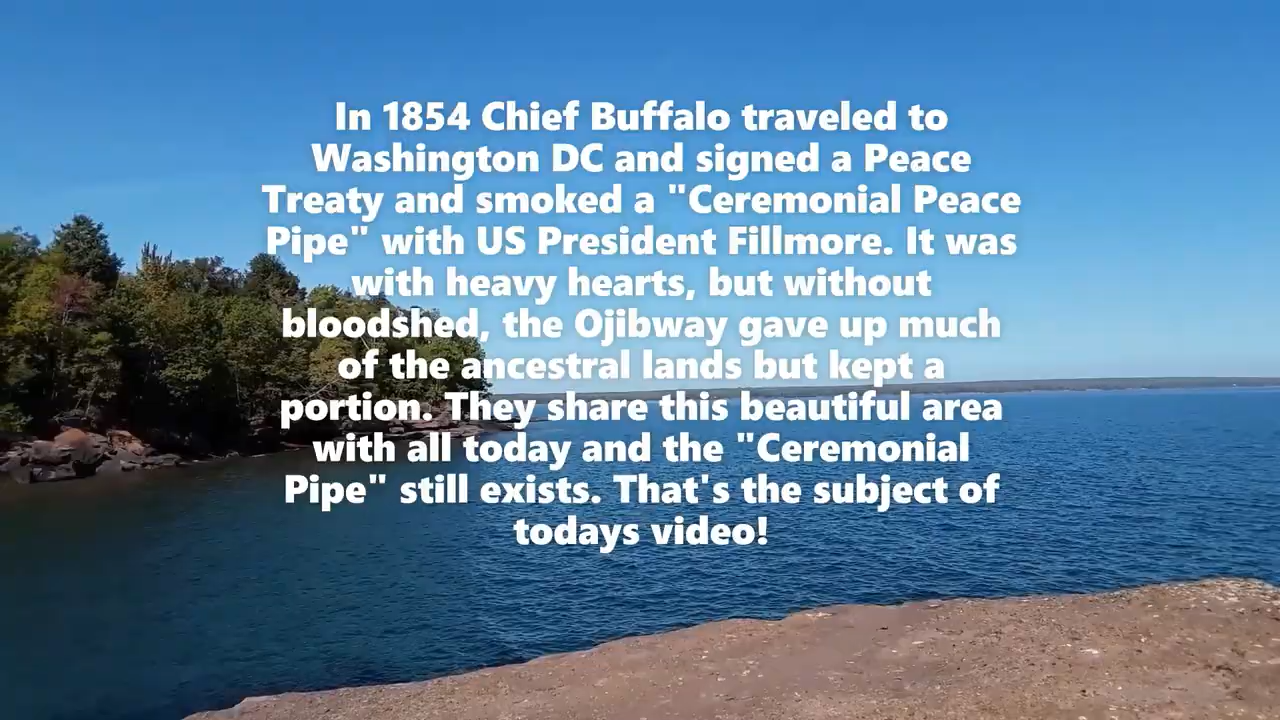 In 1854 Chief Buffalo traveled to
Washington DC and signed a Peace
Treaty and smoked a "Ceremonial Peace
Pipe" with US President Fillmore. It was
with heavy hearts, but without
bloodshed, the Ojibway gave up much
of the ancestral lands but kept a
portion. They share this beautiful area
with all today and the "Ceremonial
Pipe" still exists. That's the subject of
todays video!